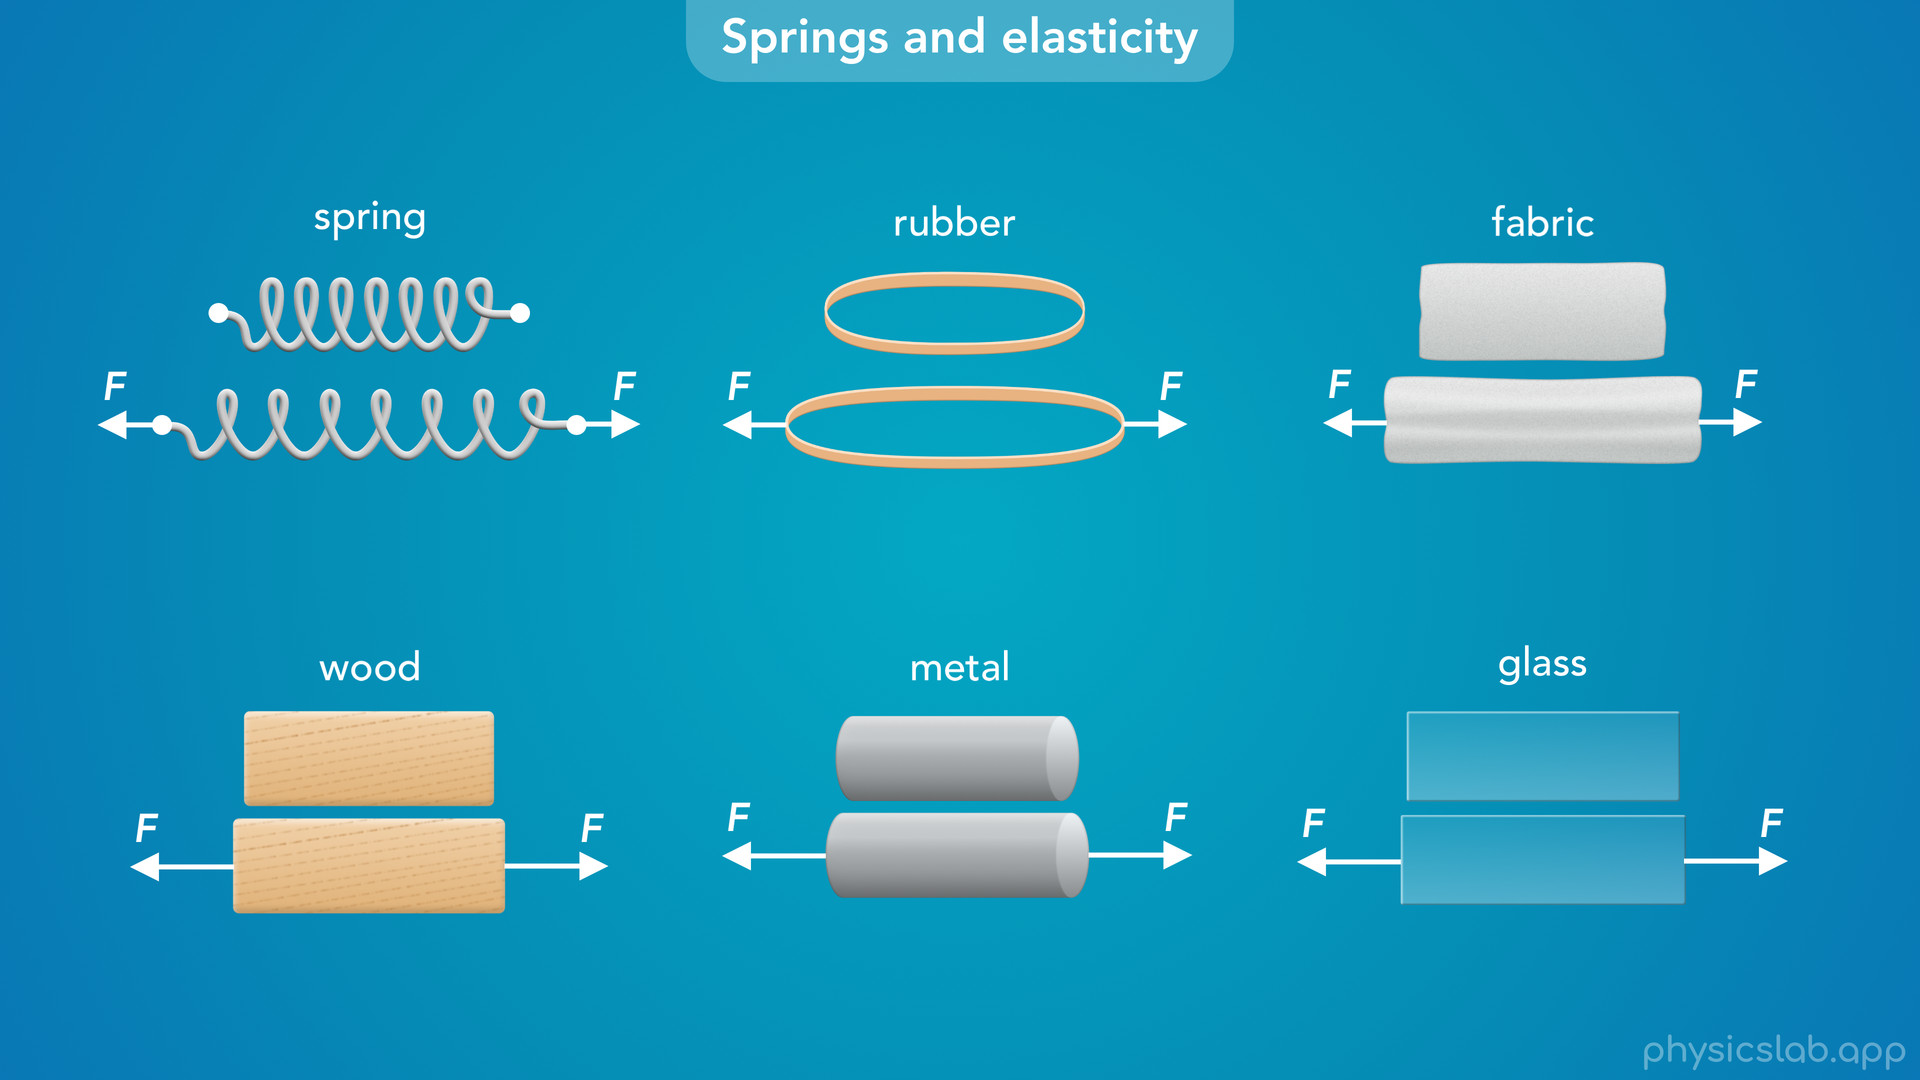 Springs and elasticity
spring
rubber
fabric
F
F
F
F
F
F
wood
metal
glass
F
F
F
F
F
F
physicslab.app